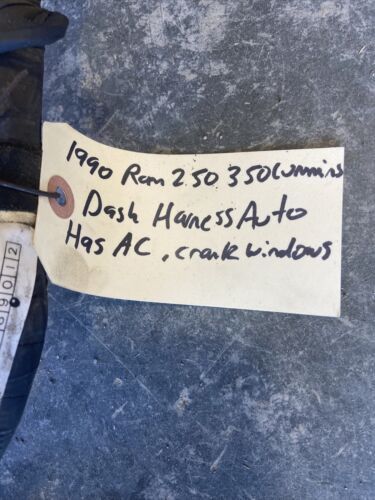 1990 Ram 250 350 Cummins
Dash Harness Auto
Has AC, crank windows